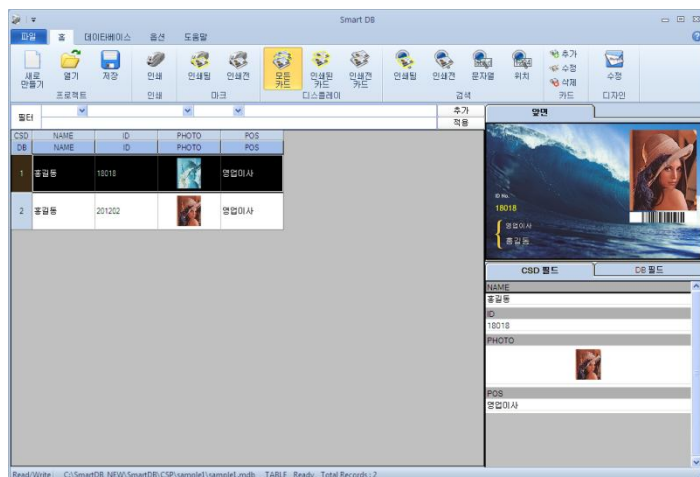 Smart DB
파일 홈 데이타베이스 옵션 도움말
새로 만들기 열기 저장 인쇄 인쇄됨 인쇄전 모든 카드 인쇄된 카드 인쇄전 카드 인쇄됨 인쇄전 문자열 위치 추가 수정 삭제 수정
프로젝트 인쇄 마크 디스플레이 검색 카드 디자인
필터 추가
적용
CSD NAME ID PHOTO POS
DB NAME ID PHOTO POS
1 홍길동 18018 영업이사
2 홍길동 201202 영업이사
앞면
ID No.
18018
영업이사
홍길동
CSD 필드 DB 필드
NAME
홍길동
ID
18018
PHOTO
POS
영업이사
Read/Write C:\SmartDB_NEW\SmartDB\CSP\sample1\sample1.mdb TABLE Ready Total Records : 2